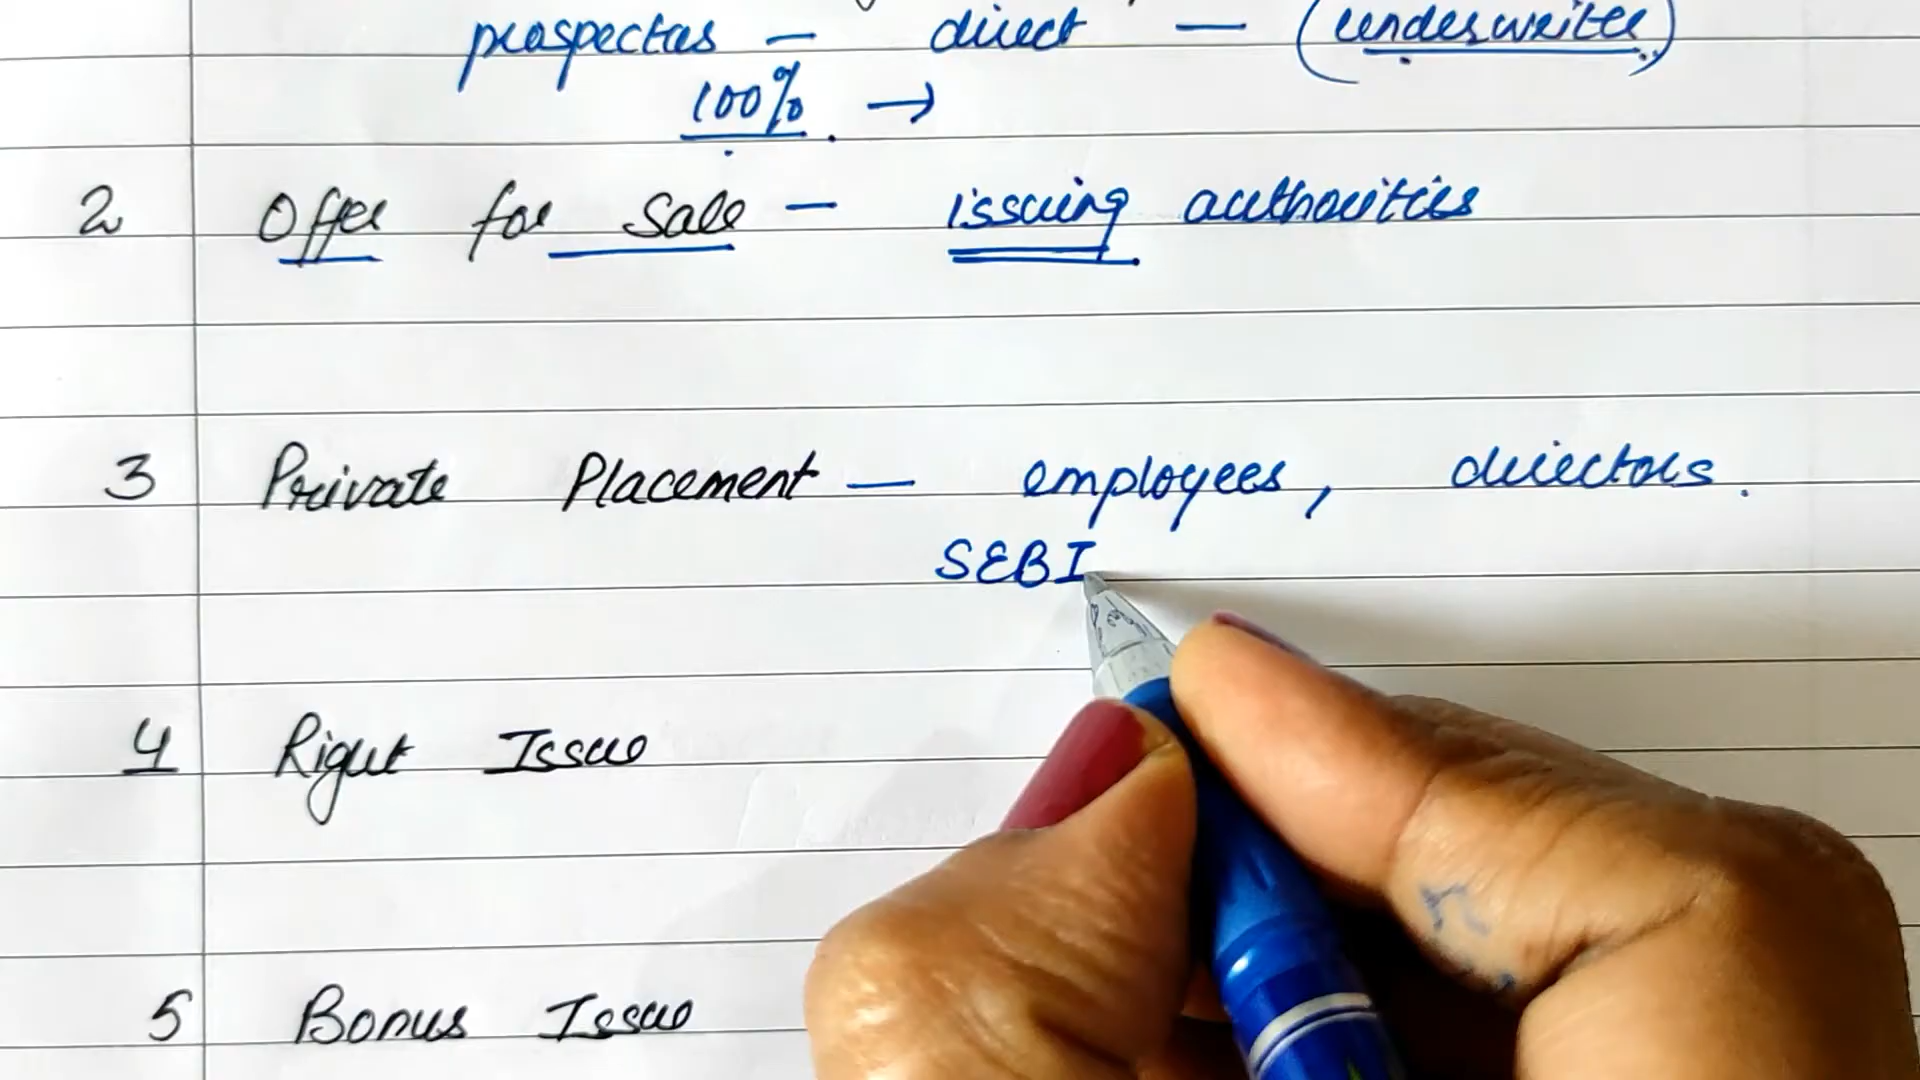 prospectus — direct — (underwriter)
100% →
2 Offer for Sale — issuing authorities
3 Private Placement — employees, directors.
SEBI
4 Right Issue
5 Bonus Issue